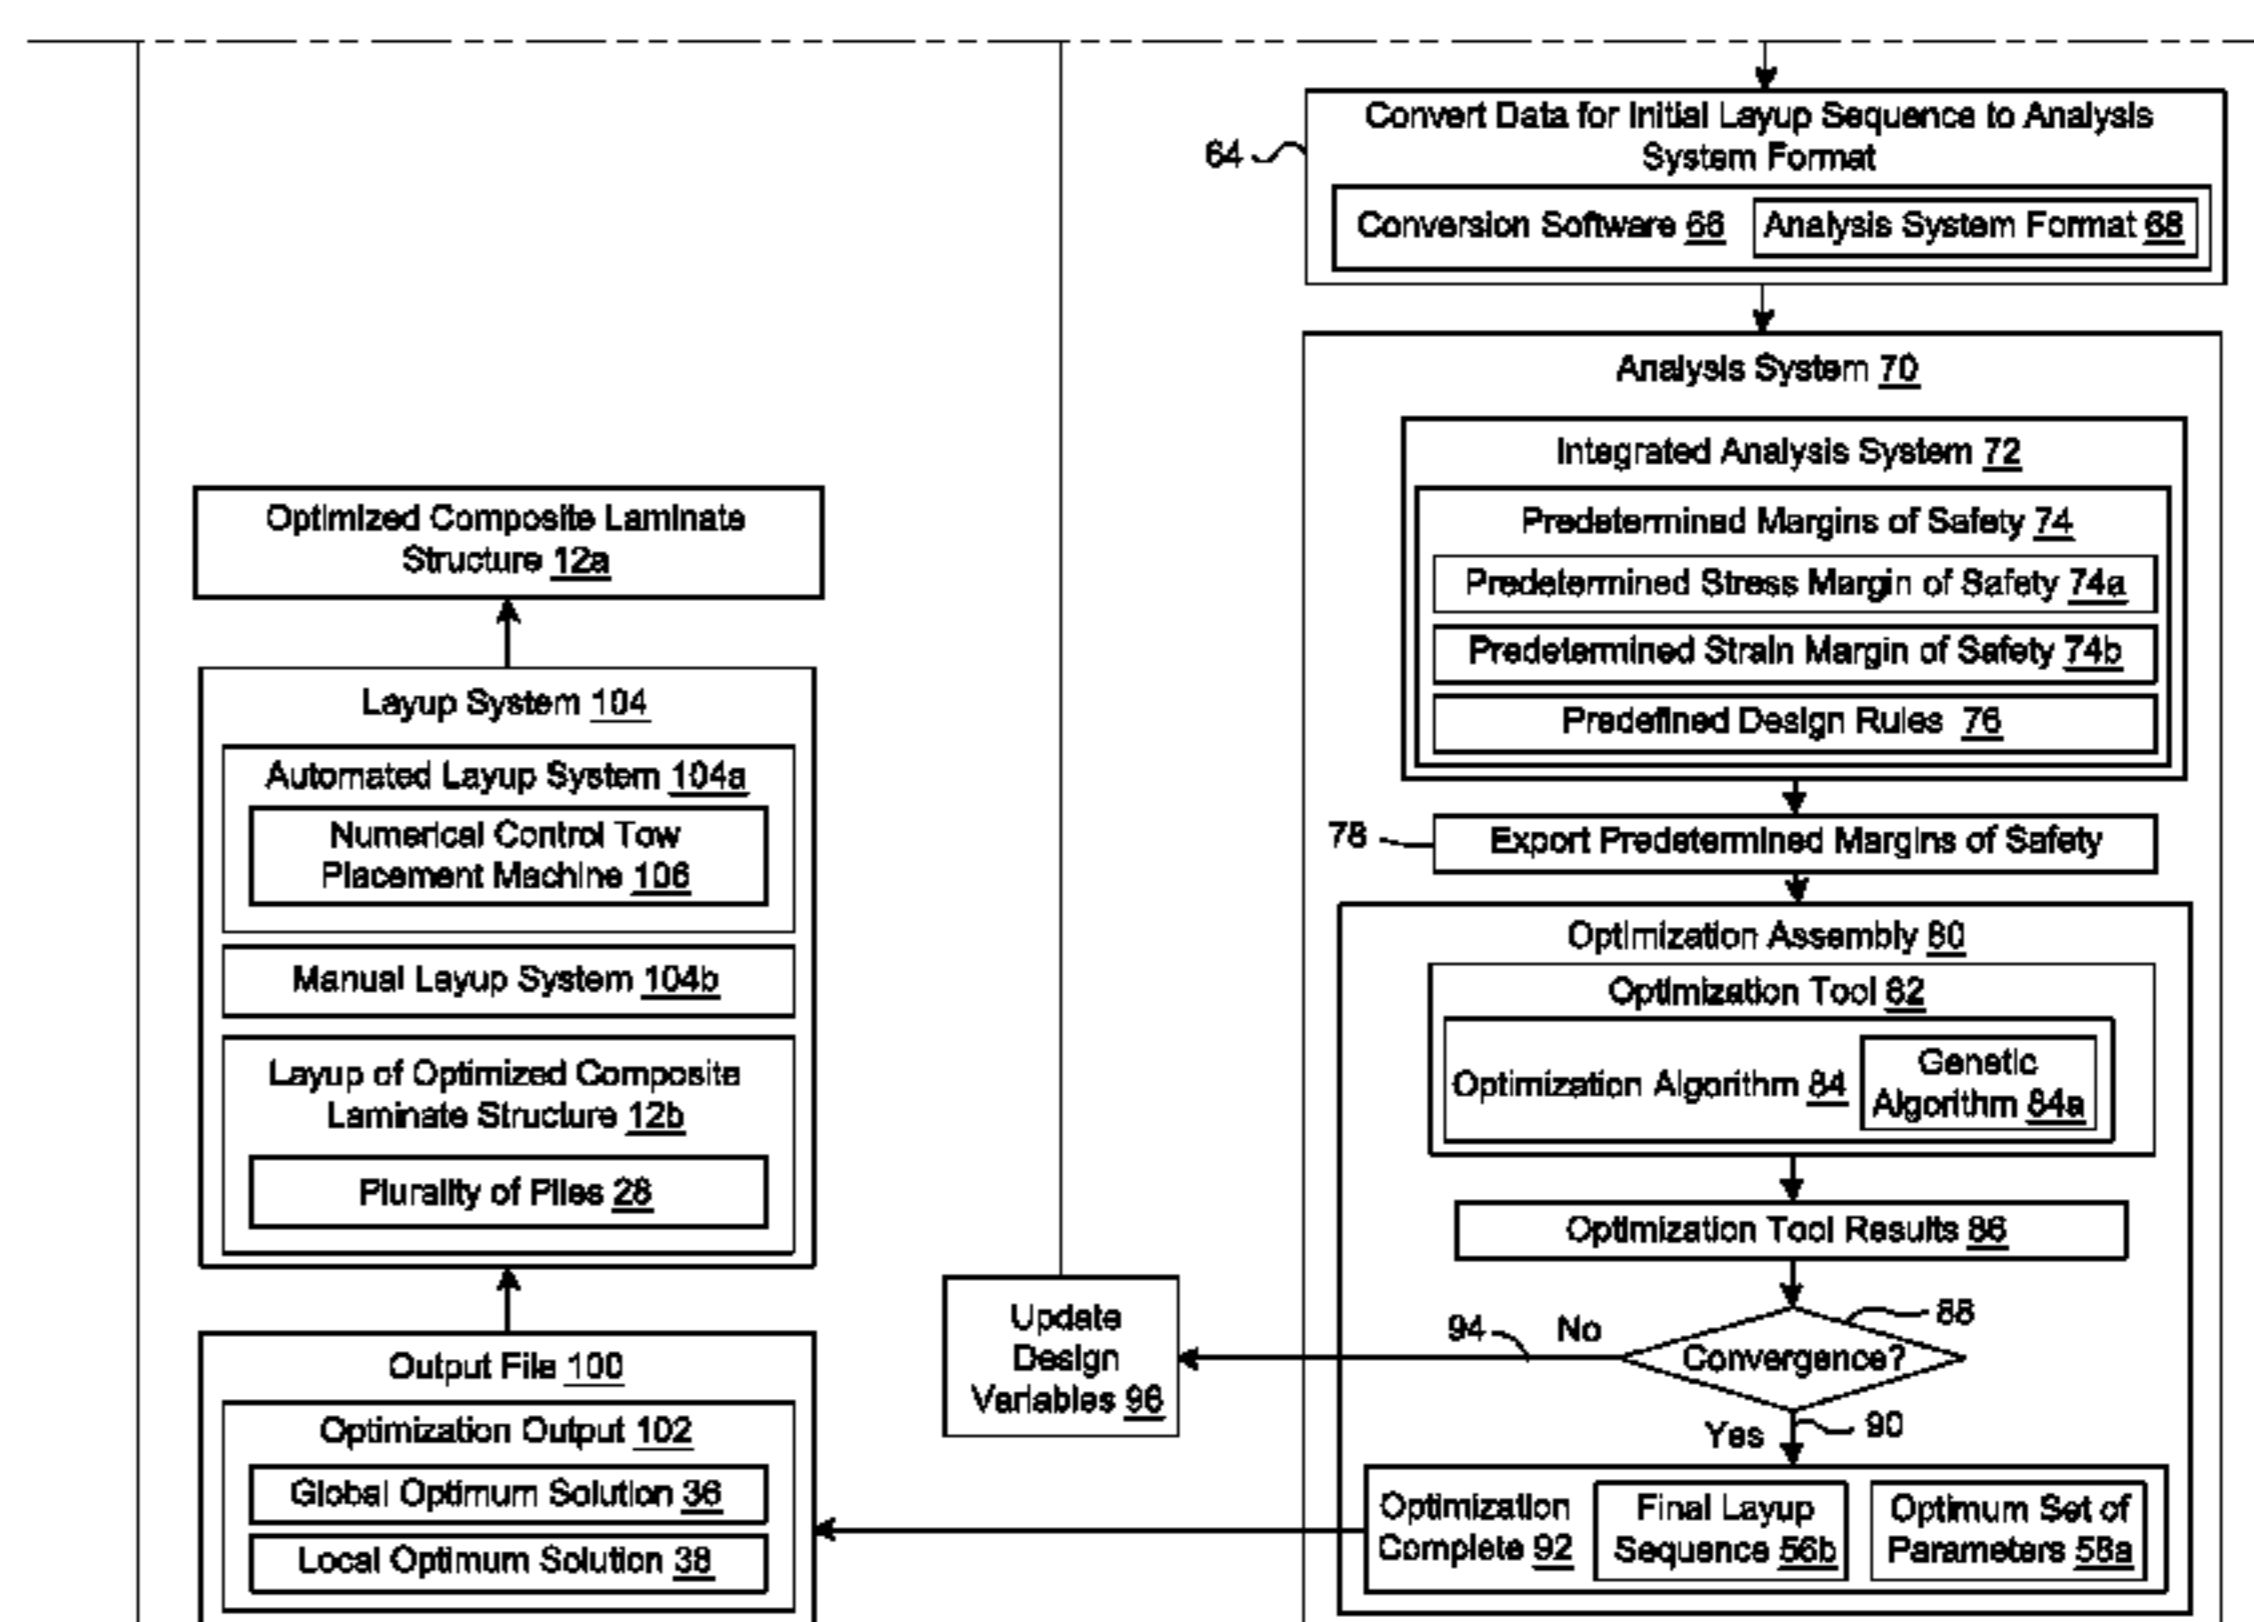 Convert Data for Initial Layup Sequence to Analysis
System Format
64
Conversion Software 66
Analysis System Format 68
Analysis System 70
Integrated Analysis System 72
Predetermined Margins of Safety 74
Predetermined Stress Margin of Safety 74a
Predetermined Strain Margin of Safety 74b
Predefined Design Rules 76
78
Export Predetermined Margins of Safety
Optimization Assembly 80
Optimization Tool 82
Optimization Algorithm 84
Genetic
Algorithm 84a
Optimization Tool Results 86
88
Convergence?
94
No
Yes
90
Update
Design
Variables 96
Optimization
Complete 92
Final Layup
Sequence 56b
Optimum Set of
Parameters 58a
Optimized Composite Laminate
Structure 12a
Layup System 104
Automated Layup System 104a
Numerical Control Tow
Placement Machine 106
Manual Layup System 104b
Layup of Optimized Composite
Laminate Structure 12b
Plurality of Plies 28
Output File 100
Optimization Output 102
Global Optimum Solution 36
Local Optimum Solution 38